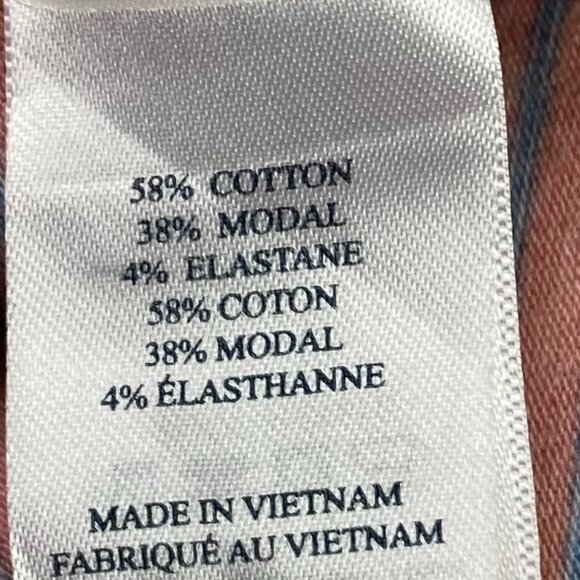 58% COTTON
38% MODAL
4% ELASTANE
58% COTON
38% MODAL
4% ÉLASTHANNE
MADE IN VIETNAM
FABRIQUÉ AU VIETNAM